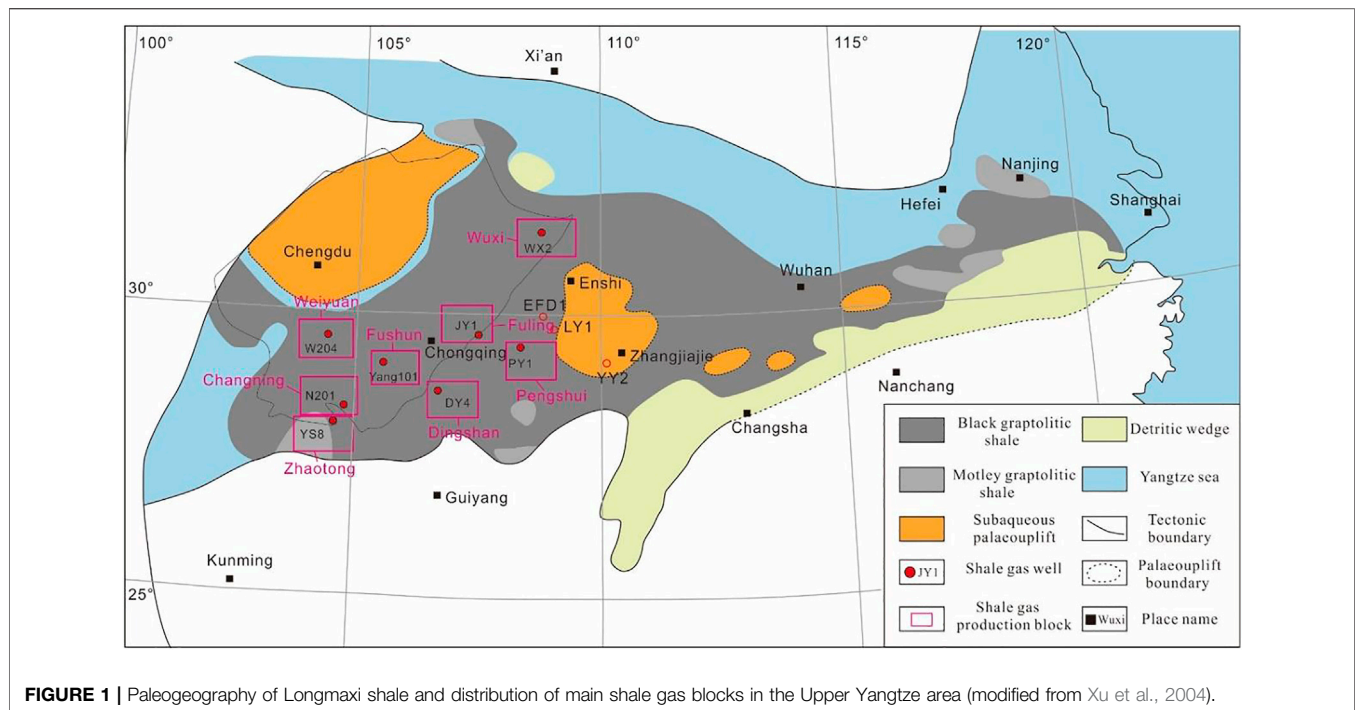 100°
105°
110°
115°
120°
Xi'an
Nanjing
Hefei
Shanghai
Wuxi
WX2
Chengdu
Enshi
Wuhan
30°
Weiyuan
EFD1
W204
Fushun
JY1
Fuling
LY1
Chongqing
Zhangjiajie
PY1
Yang101
YY2
Changning
N201
DY4
Pengshui
Nanchang
YS8
Dingshan
Changsha
Zhaotong
Guiyang
Kunming
25°
Black graptolitic
shale
Detritic wedge
Motley graptolitic
shale
Yangtze sea
Subaqueous
palaeouplift
Tectonic
boundary
JY1
Shale gas well
Palaeouplift
boundary
Shale gas
production block
Wuxi
Place name
FIGURE 1 | Paleogeography of Longmaxi shale and distribution of main shale gas blocks in the Upper Yangtze area (modified from Xu et al., 2004).